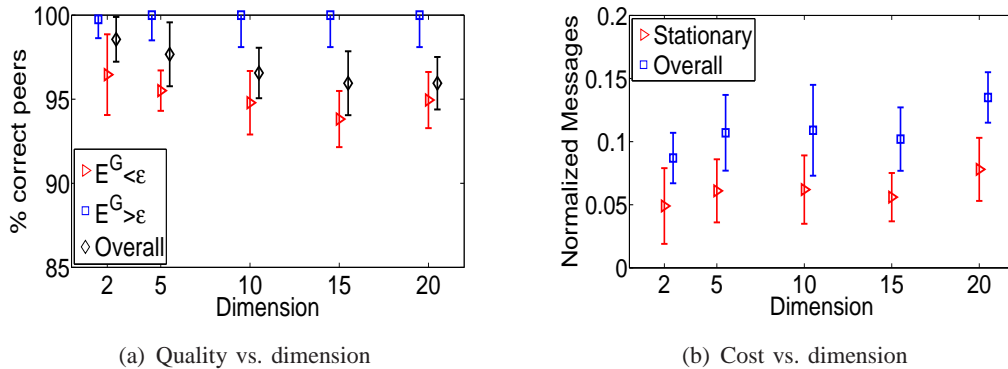 100
95
90
85
% correct peers
E^G<ε
E^G>ε
Overall
2 5 10 15 20
Dimension
(a) Quality vs. dimension
0.2
0.15
0.1
0.05
0
Normalized Messages
Stationary
Overall
2 5 10 15 20
Dimension
(b) Cost vs. dimension